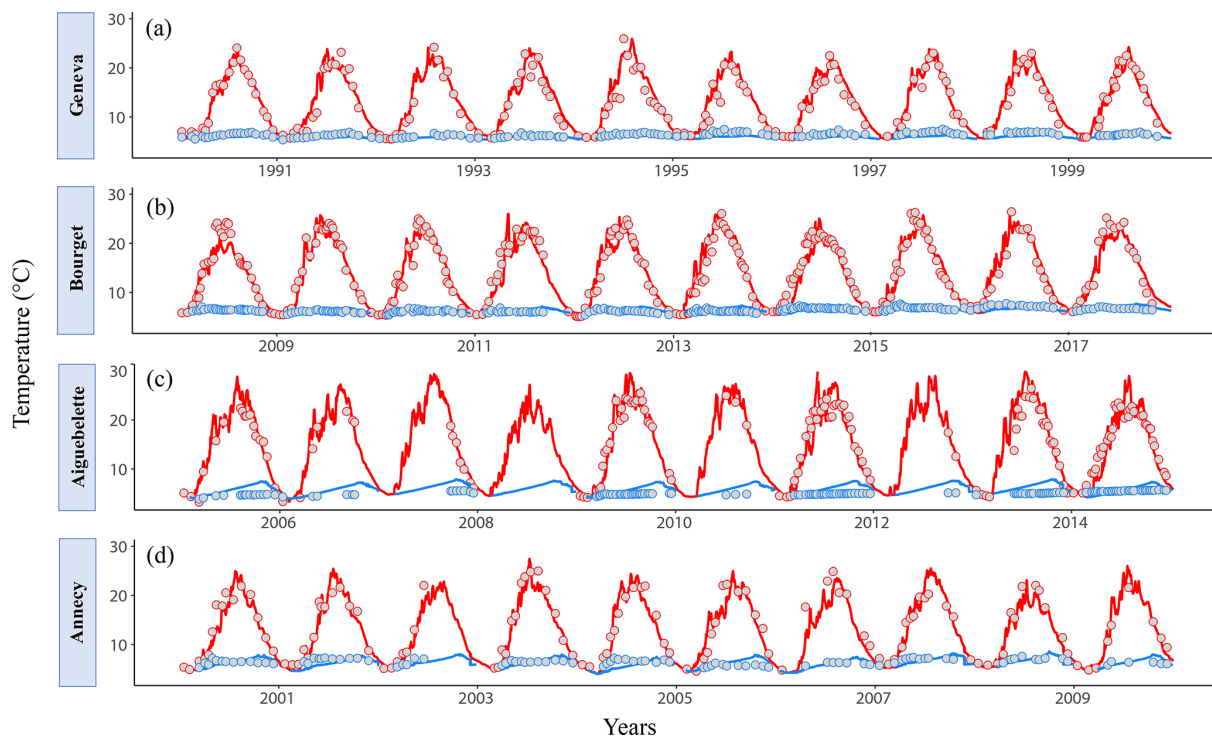 Temperature (°C)
Geneva
(a)
30
20
10
1991 1993 1995 1997 1999
Bourget
(b)
30
20
10
2009 2011 2013 2015 2017
Aiguebelette
(c)
30
20
10
2006 2008 2010 2012 2014
Annecy
(d)
30
20
10
2001 2003 2005 2007 2009
Years